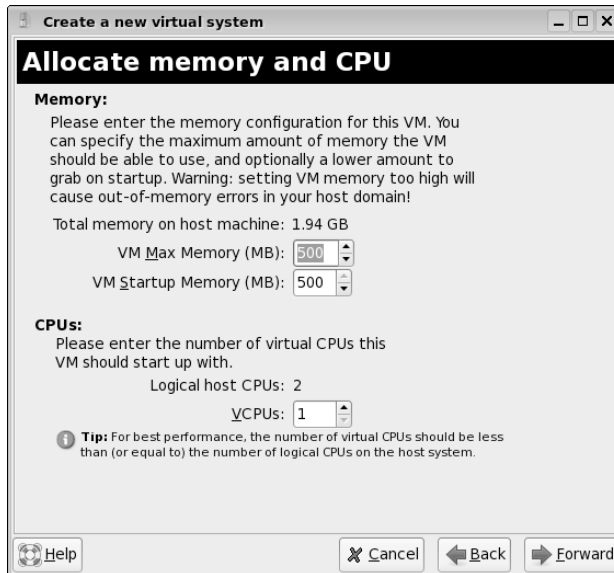 Create a new virtual system
Allocate memory and CPU
Memory:
Please enter the memory configuration for this VM. You
can specify the maximum amount of memory the VM
should be able to use, and optionally a lower amount to
grab on startup. Warning: setting VM memory too high will
cause out-of-memory errors in your host domain!
Total memory on host machine: 1.94 GB
VM Max Memory (MB): 500
VM Startup Memory (MB): 500
CPUs:
Please enter the number of virtual CPUs this
VM should start up with.
Logical host CPUs: 2
VCPUs: 1
Tip: For best performance, the number of virtual CPUs should be less
than (or equal to) the number of logical CPUs on the host system.
Help Cancel Back Forward